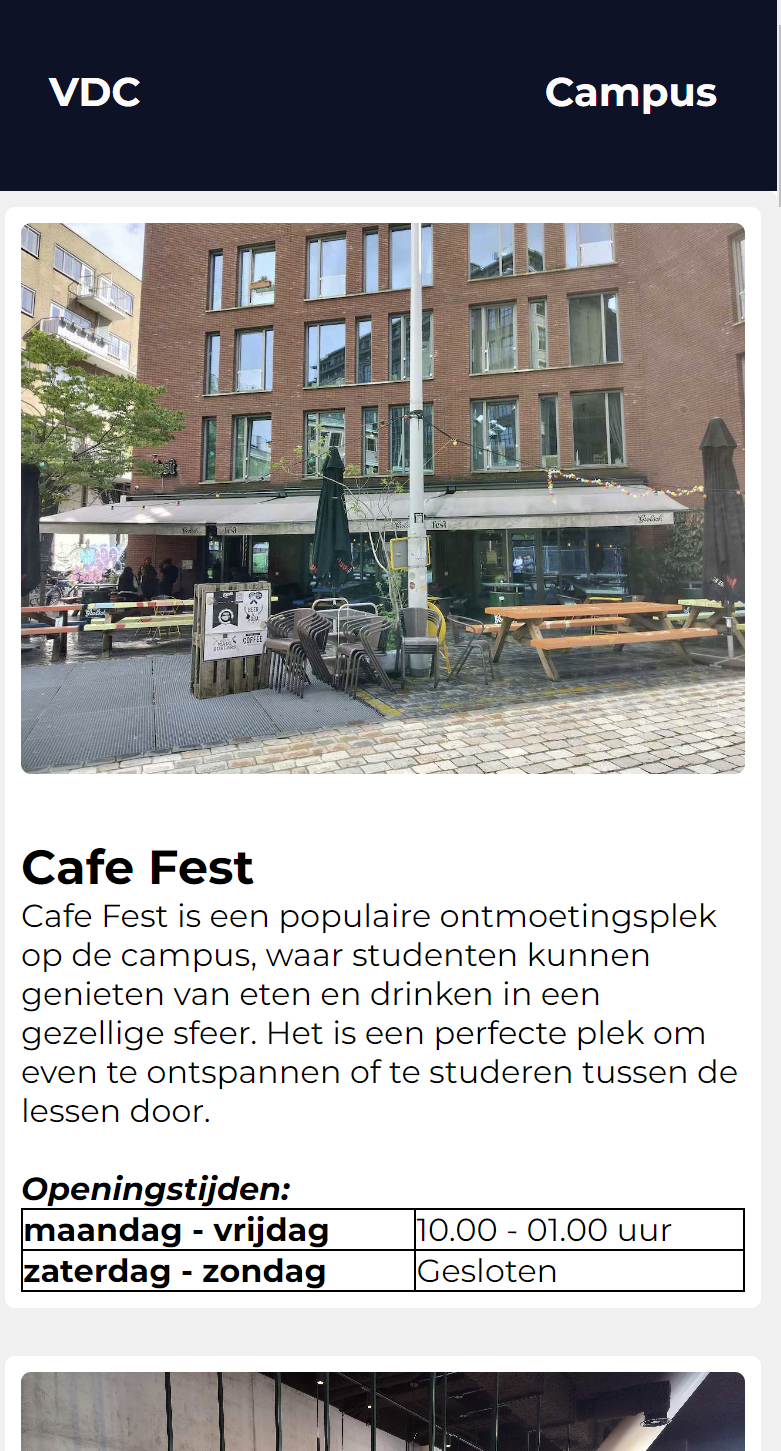 VDC
Campus
Cafe Fest
Cafe Fest is een populaire ontmoetingsplek
op de campus, waar studenten kunnen
genieten van eten en drinken in een
gezellige sfeer. Het is een perfecte plek om
even te ontspannen of te studeren tussen de
lessen door.
Openingstijden:
maandag - vrijdag 10.00 - 01.00 uur
zaterdag - zondag Gesloten